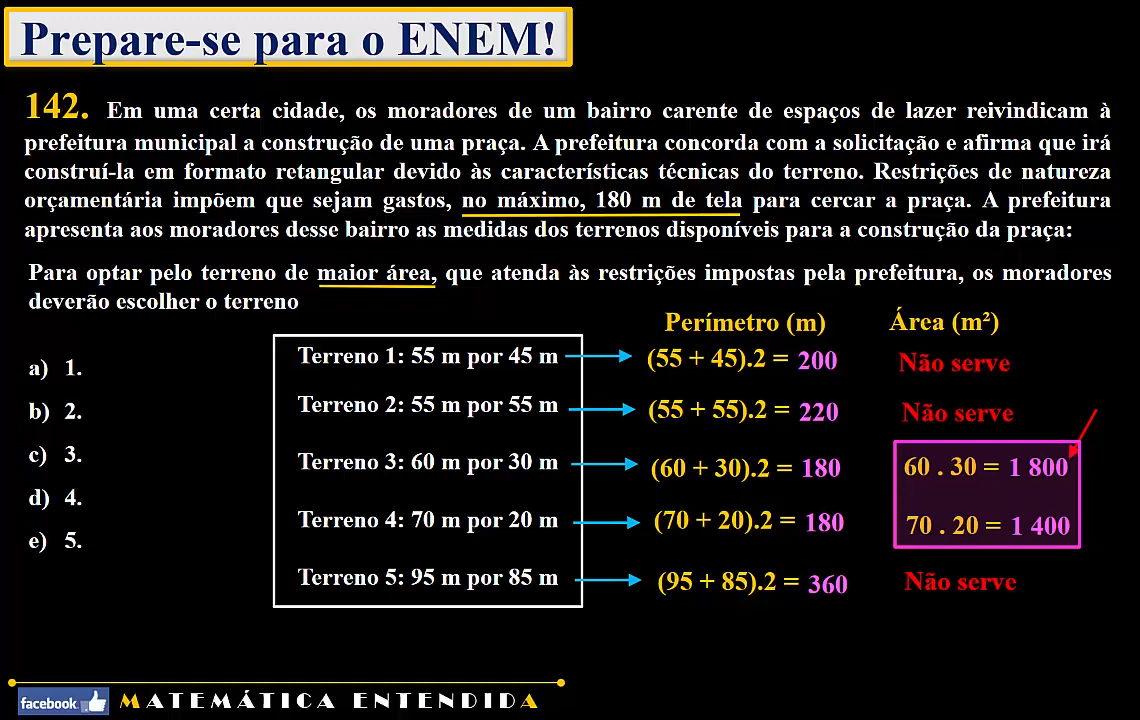 Prepare-se para o ENEM!
142. Em uma certa cidade, os moradores de um bairro carente de espaços de lazer reivindicam à
prefeitura municipal a construção de uma praça. A prefeitura concorda com a solicitação e afirma que irá
construí-la em formato retangular devido às características técnicas do terreno. Restrições de natureza
orçamentária impõem que sejam gastos, no máximo, 180 m de tela para cercar a praça. A prefeitura
apresenta aos moradores desse bairro as medidas dos terrenos disponíveis para a construção da praça:
Para optar pelo terreno de maior área, que atenda às restrições impostas pela prefeitura, os moradores
deverão escolher o terreno
Perímetro (m) Área (m²)
a) 1.
b) 2.
c) 3.
d) 4.
e) 5.
Terreno 1: 55 m por 45 m (55 + 45).2 = 200 Não serve
Terreno 2: 55 m por 55 m (55 + 55).2 = 220 Não serve
Terreno 3: 60 m por 30 m (60 + 30).2 = 180 60 . 30 = 1 800
Terreno 4: 70 m por 20 m (70 + 20).2 = 180 70 . 20 = 1 400
Terreno 5: 95 m por 85 m (95 + 85).2 = 360 Não serve
facebook MATEMÁTICA ENTENDIDA